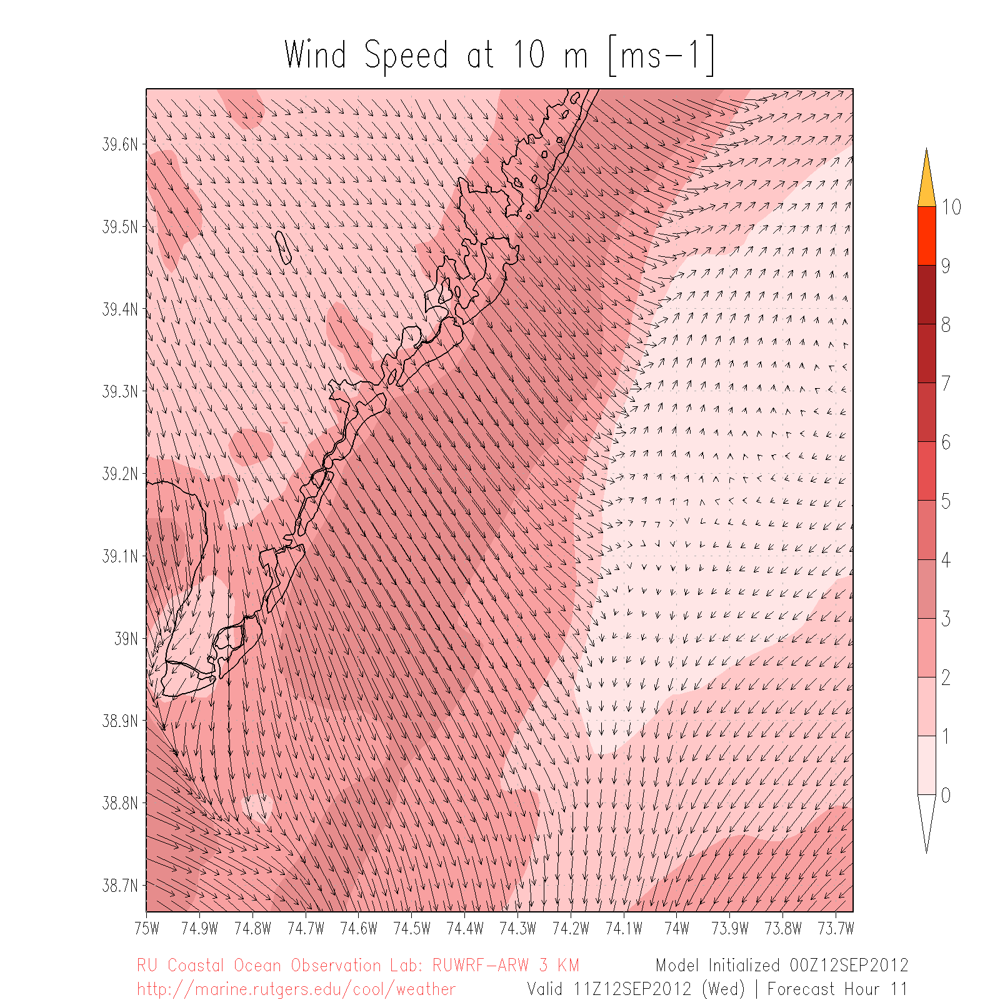 Wind Speed at 10 m [ms-1]
39.6N
39.5N
39.4N
39.3N
39.2N
39.1N
39N
38.9N
38.8N
38.7N
75W 74.9W 74.8W 74.7W 74.6W 74.5W 74.4W 74.3W 74.2W 74.1W 74W 73.9W 73.8W 73.7W
10
9
8
7
6
5
4
3
2
1
0
RU Coastal Ocean Observation Lab: RUWRF-ARW 3 KM
Model Initialized 00Z12SEP2012
http://marine.rutgers.edu/cool/weather
Valid 11Z12SEP2012 (Wed) | Forecast Hour 11